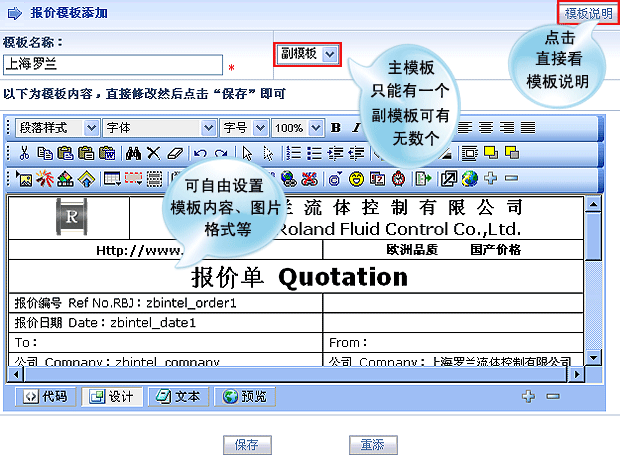 报价模板添加 模板说明
模板名称：
上海罗兰 * 副模板
点击
直接看
模板说明
主模板
只能有一个
副模板可有
无数个
以下为模板内容，直接修改然后点击“保存”即可
段落样式 字体 字号 100% B I
可自由设置
模板内容、图片
格式等
R 兰 流 体 控 制 有 限 公 司
Roland Fluid Control Co.,Ltd.
Http://www. 欧洲品质 国产价格
报价单 Quotation
报价编号 Ref No.RBJ：zbintel_order1
报价日期 Date：zbintel_date1
To： From：
公司 Company：zbintel_company 公司 Company：上海罗兰流体控制有限公司
代码 设计 文本 预览
保存 重添